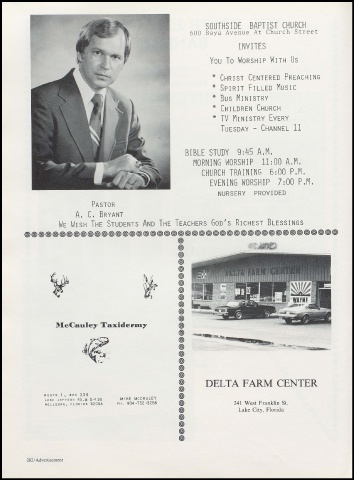 SOUTHSIDE BAPTIST CHURCH
600 Baya Avenue At Church Street
INVITES
YOU TO WORSHIP WITH US
* CHRIST CENTERED PREACHING
* SPIRIT FILLED MUSIC
* BUS MINISTRY
* CHILDREN CHURCH
* TV MINISTRY EVERY
TUESDAY - CHANNEL 11
BIBLE STUDY 9:45 A.M.
MORNING WORSHIP 11:00 A.M.
CHURCH TRAINING 6:00 P.M.
EVENING WORSHIP 7:00 P.M.
NURSERY PROVIDED
PASTOR
A. C. BRYANT
WE WISH THE STUDENTS AND THE TEACHERS GOD'S RICHEST BLESSINGS
McCauley Taxidermy
MIKE MCCAULEY
WELLBORN, FLORIDA
DELTA FARM CENTER
WAYNE
DELTA FARM CENTER
341 West Franklin St.
Lake City, Florida
/Advertisement